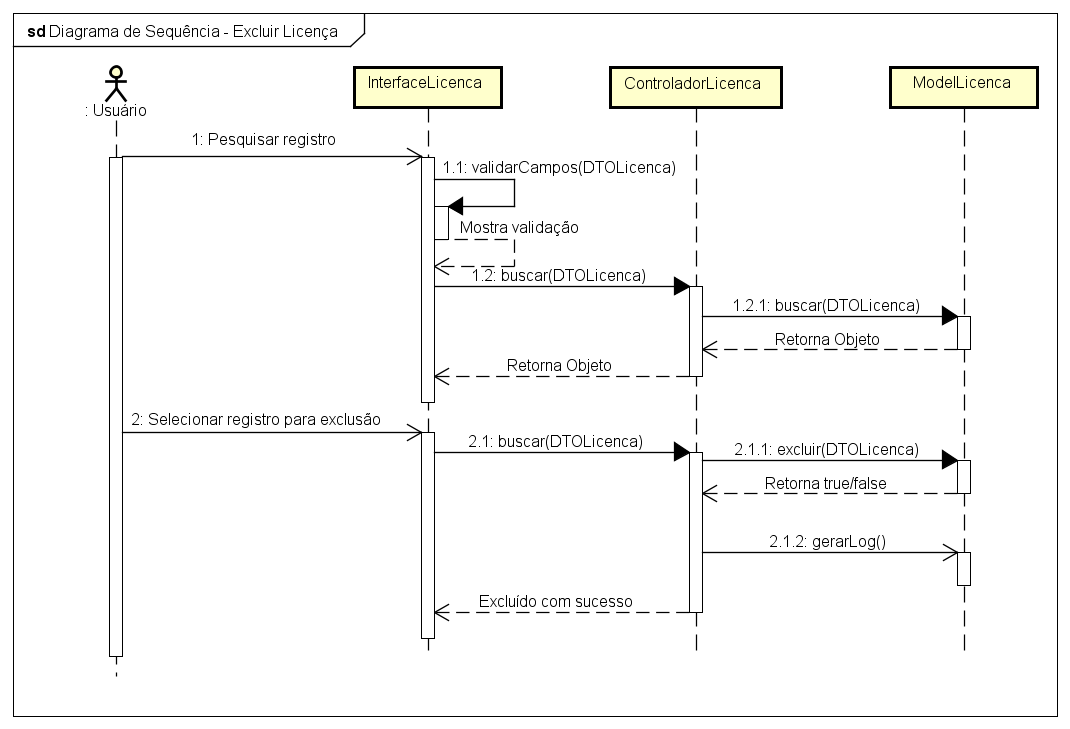 sd Diagrama de Sequência - Excluir Licença
: Usuário
InterfaceLicenca
ControladorLicenca
ModelLicenca
1: Pesquisar registro
1.1: validarCampos(DTOLicenca)
Mostra validação
1.2: buscar(DTOLicenca)
1.2.1: buscar(DTOLicenca)
Retorna Objeto
Retorna Objeto
2: Selecionar registro para exclusão
2.1: buscar(DTOLicenca)
2.1.1: excluir(DTOLicenca)
Retorna true/false
2.1.2: gerarLog()
Excluído com sucesso